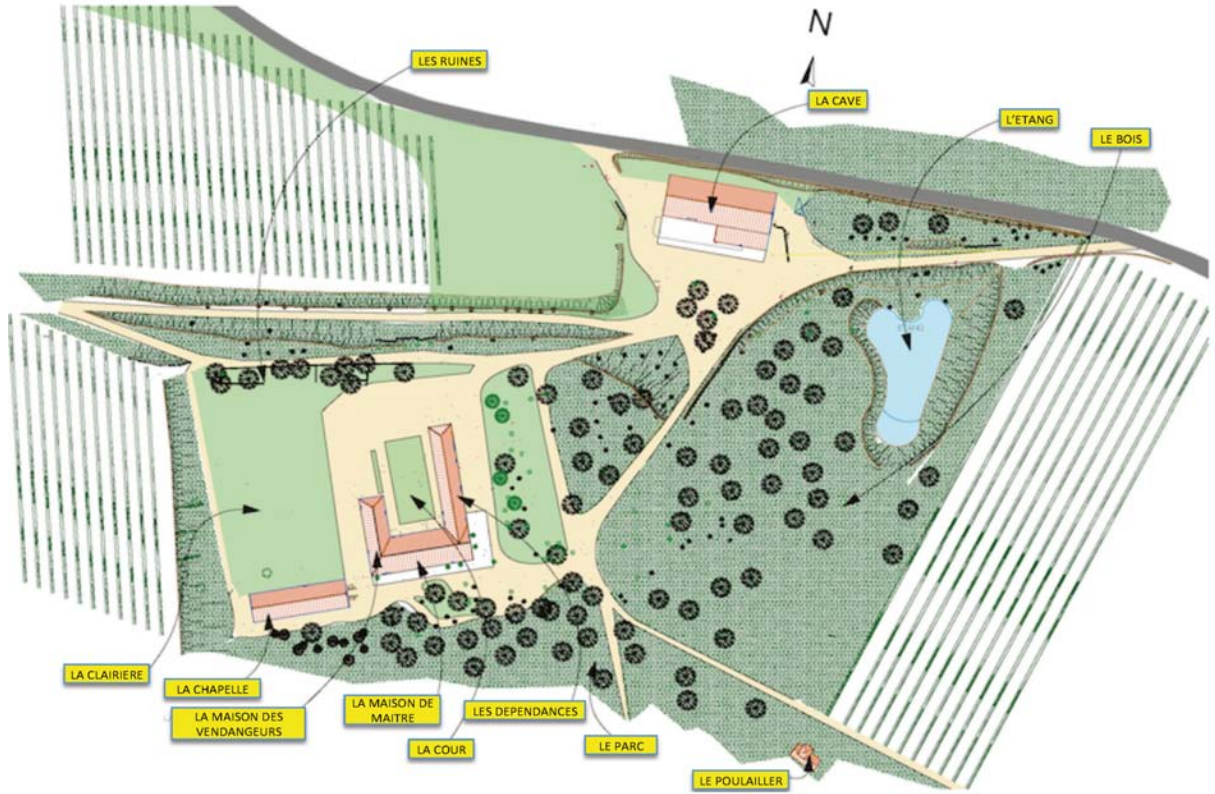 N
LES RUINES
LA CAVE
L'ETANG
LE BOIS
LA CLAIRIERE
LA CHAPELLE
LA MAISON DES
VENDANGEURS
LA MAISON DE
MAITRE
LA COUR
LES DEPENDANCES
LE PARC
LE POULAILLER